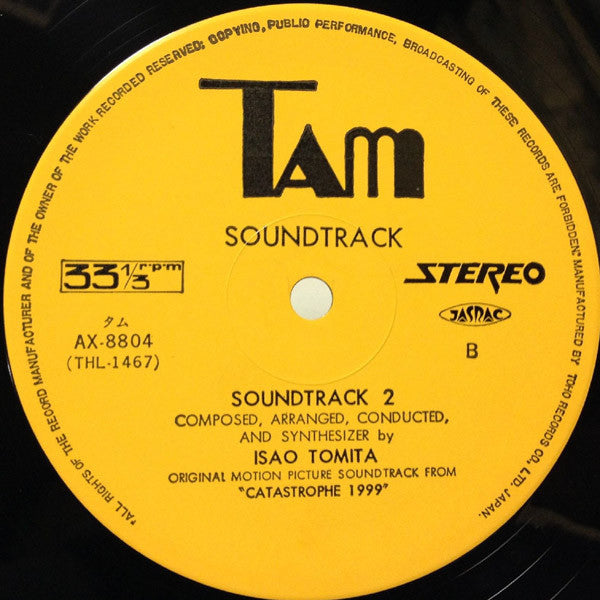 "ALL RIGHTS OF THE RECORD MANUFACTURER AND OF THE OWNER OF THE WORK RECORDED RESERVED; COPYING, PUBLIC PERFORMANCE, BROADCASTING OF THESE RECORDS ARE FORBIDDEN." MANUFACTURED BY TOHO RECORDS CO., LTD. JAPAN.
TAM
SOUNDTRACK
33 1/3 rpm
STEREO
タム
AX-8804
(THL-1467)
JASRAC
B
SOUNDTRACK 2
COMPOSED, ARRANGED, CONDUCTED,
AND SYNTHESIZER by
ISAO TOMITA
ORIGINAL MOTION PICTURE SOUNDTRACK FROM
"CATASTROPHE 1999"